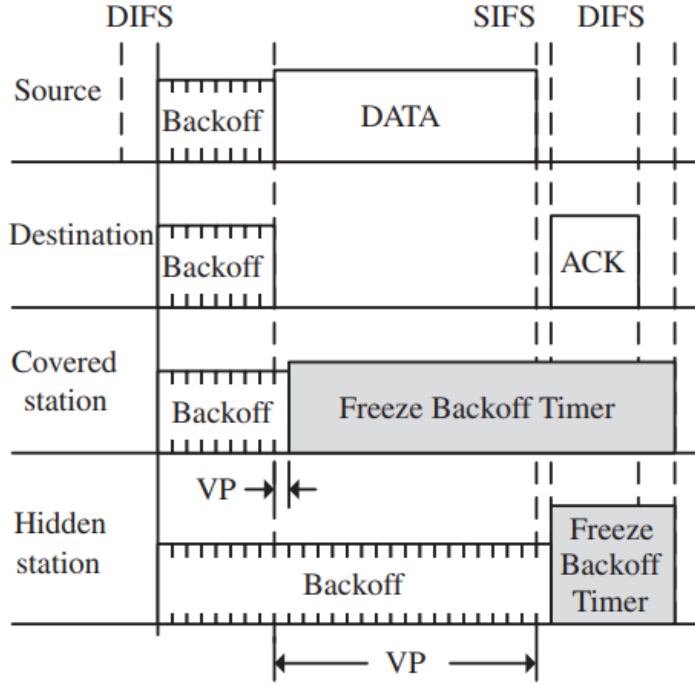 DIFS SIFS DIFS
Source
Backoff
DATA
Destination
Backoff
ACK
Covered
station
Backoff
Freeze Backoff Timer
VP
Hidden
station
Backoff
Freeze
Backoff
Timer
VP